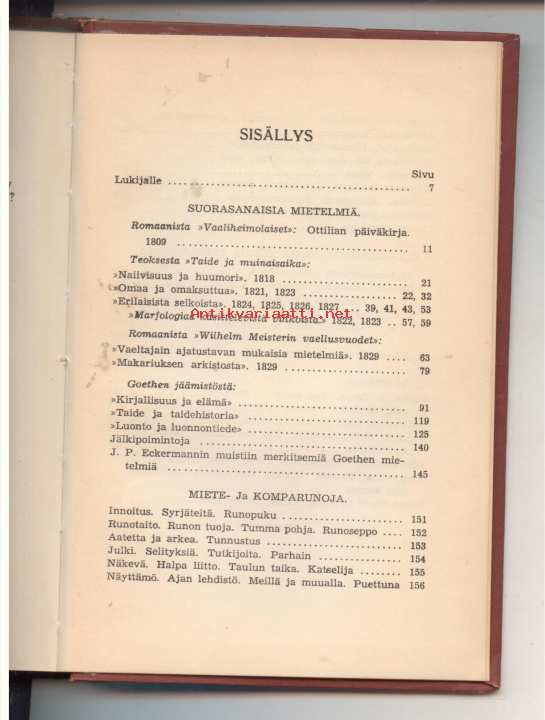 SISÄLLYS
Sivu
Lukijalle 7
SUORASANAISIA MIETELMIÄ.
Romaanista »Vaaliheimolaiset»: Ottilian päiväkirja.
1809 11
Teoksesta »Taide ja muinaisaika»:
»Naiivisuus ja huumori». 1818 21
»Omaa ja omaksuttua». 1821, 1823 22, 32
»Erilaisista seikoista». 1824, 1825, 1826, 1827 39, 41, 43, 53
Antikvariaatti.net
1822, 1823 57, 59
Romaanista »Wilhelm Meisterin vaellusvuodet»:
»Vaeltajain ajatustavan mukaisia mietelmiä». 1829 63
»Makariuksen arkistosta». 1829 79
Goethen jäämistöstä:
»Kirjallisuus ja elämä» 91
»Taide ja taidehistoria» 119
»Luonto ja luonnontiede» 125
Jälkipoimintoja 140
J. P. Eckermannin muistiin merkitsemiä Goethen mie-
telmiä 145
MIETE- ja KOMPARUNOJA.
Innoitus. Syrjäteitä. Runopuku 151
Runotaito. Runon tuoja. Tumma pohja. Runoseppo 152
Aatetta ja arkea. Tunnustus 153
Julki. Selityksiä. Tutkijoita. Parhain 154
Näkevä. Halpa liitto. Taulun taika. Katselija 155
Näyttämö. Ajan lehdistö. Meillä ja muualla. Puettuna 156